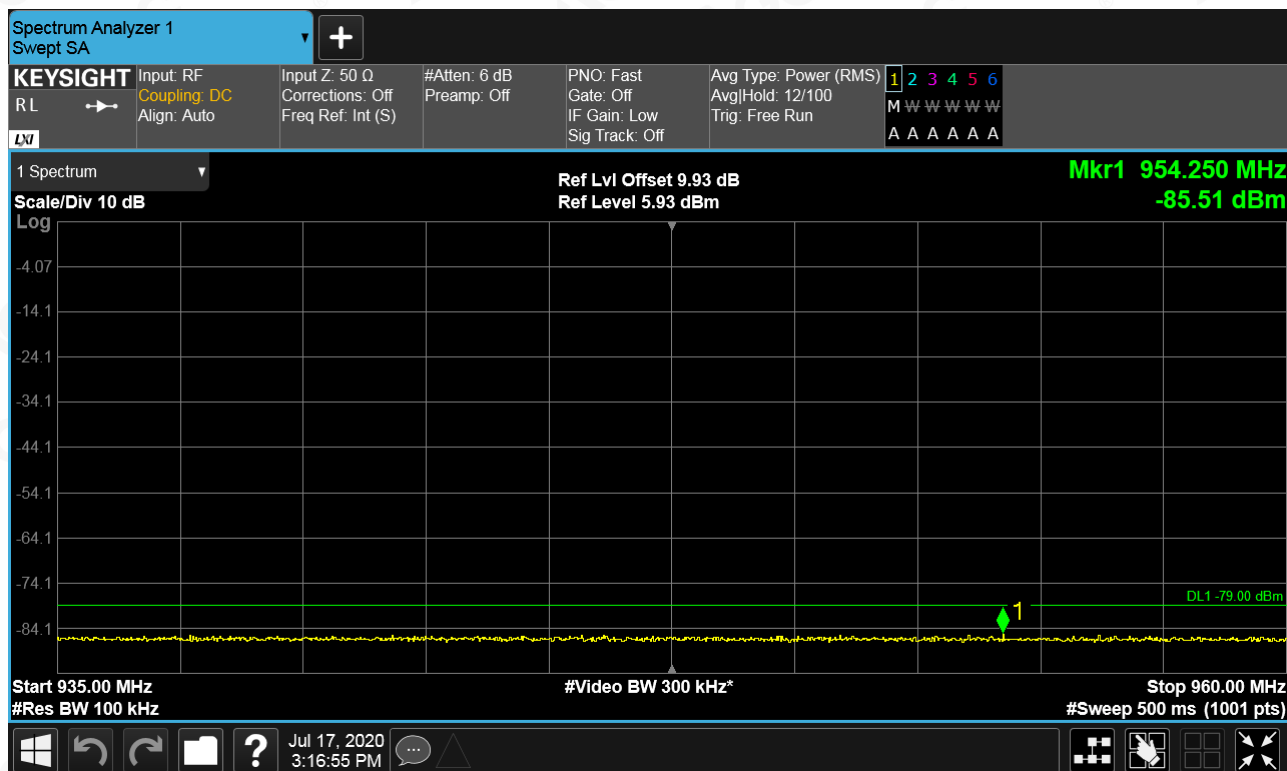 Spectrum Analyzer 1
Swept SA
+
KEYSIGHT
R L
LXI
Input: RF
Coupling: DC
Align: Auto
Input Z: 50 Ω
Corrections: Off
Freq Ref: Int (S)
#Atten: 6 dB
Preamp: Off
PNO: Fast
Gate: Off
IF Gain: Low
Sig Track: Off
Avg Type: Power (RMS)
Avg|Hold: 12/100
Trig: Free Run
1 2 3 4 5 6
M W W W W W
A A A A A A
1 Spectrum
Scale/Div 10 dB
Log
Ref Lvl Offset 9.93 dB
Ref Level 5.93 dBm
Mkr1 954.250 MHz
-85.51 dBm
-4.07
-14.1
-24.1
-34.1
-44.1
-54.1
-64.1
-74.1
DL1 -79.00 dBm
1
-84.1
Start 935.00 MHz
#Res BW 100 kHz
#Video BW 300 kHz*
Stop 960.00 MHz
#Sweep 500 ms (1001 pts)
?
Jul 17, 2020
3:16:55 PM